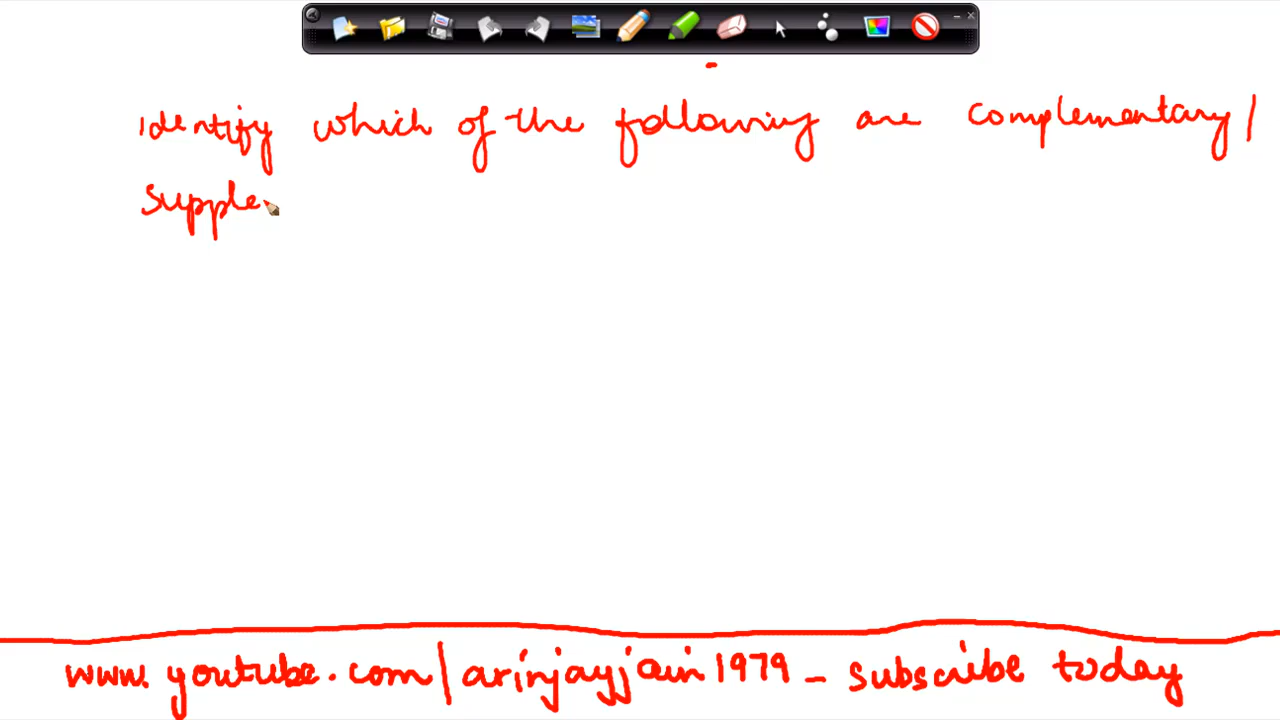 Identify which of the following are complementary/
Supple
www.youtube.com/arinjayjain1979 - subscribe today